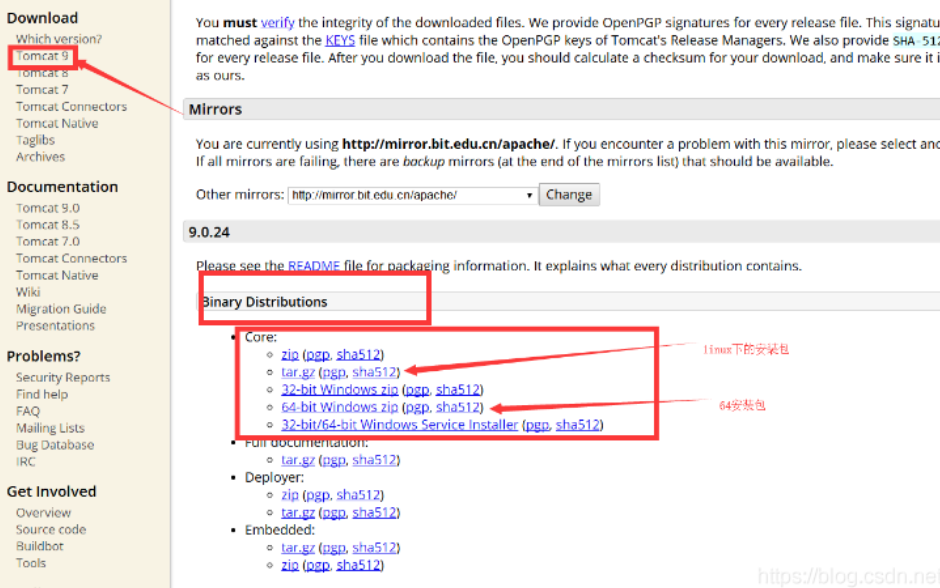 Download
Which version?
Tomcat 9
Tomcat 8
Tomcat 7
Tomcat Connectors
Tomcat Native
Taglibs
Archives
Documentation
Tomcat 9.0
Tomcat 8.5
Tomcat 7.0
Tomcat Connectors
Tomcat Native
Wiki
Migration Guide
Presentations
Problems?
Security Reports
Find help
FAQ
Mailing Lists
Bug Database
IRC
Get Involved
Overview
Source code
Buildbot
Tools
You must verify the integrity of the downloaded files. We provide OpenPGP signatures for every release file. This signatu
matched against the KEYS file which contains the OpenPGP keys of Tomcat's Release Managers. We also provide SHA-512
for every release file. After you download the file, you should calculate a checksum for your download, and make sure it i
as ours.
Mirrors
You are currently using http://mirror.bit.edu.cn/apache/. If you encounter a problem with this mirror, please select ano
If all mirrors are failing, there are backup mirrors (at the end of the mirrors list) that should be available.
Other mirrors: http://mirror.bit.edu.cn/apache/ Change
9.0.24
Please see the README file for packaging information. It explains what every distribution contains.
Binary Distributions
Core:
zip (pgp, sha512)
tar.gz (pgp, sha512)
linux下的安装包
32-bit Windows zip (pgp, sha512)
64-bit Windows zip (pgp, sha512)
64安装包
32-bit/64-bit Windows Service Installer (pgp, sha512)
Full documentation:
tar.gz (pgp, sha512)
Deployer:
zip (pgp, sha512)
tar.gz (pgp, sha512)
Embedded:
tar.gz (pgp, sha512)
zip (pgp, sha512)
https://blog.csdn.net